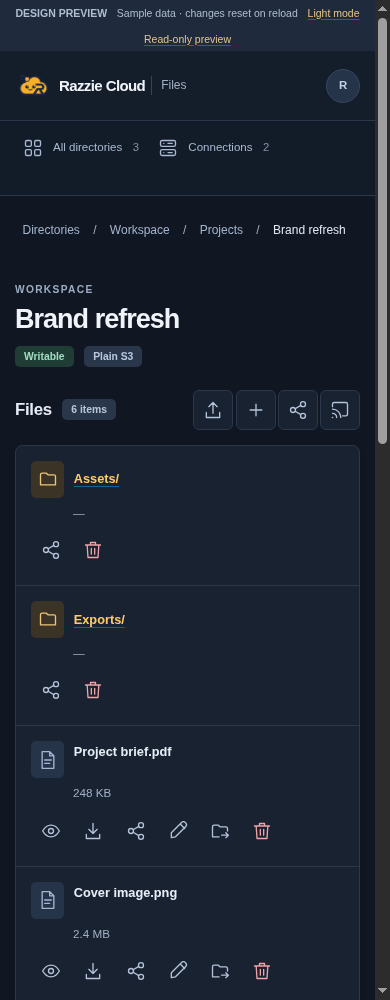 DESIGN PREVIEW Sample data · changes reset on reload Light mode
Read-only preview
Razzie Cloud Files R
All directories 3 Connections 2
Directories / Workspace / Projects / Brand refresh
WORKSPACE
Brand refresh
Writable Plain S3
Files 6 items
Assets/
—
Exports/
—
Project brief.pdf
248 KB
Cover image.png
2.4 MB